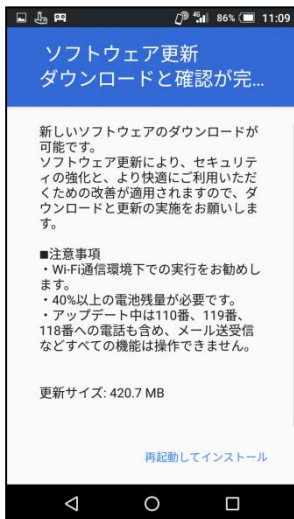 4G 86% 11:09
ソフトウェア更新
ダウンロードと確認が完...
新しいソフトウェアのダウンロードが
可能です。
ソフトウェア更新により、セキュリテ
ィの強化と、より快適にご利用いただ
くための改善が適用されますので、ダ
ウンロードと更新の実施をお願いしま
す。
■注意事項
・Wi-Fi通信環境下での実行をお勧めし
ます。
・40%以上の電池残量が必要です。
・アップデート中は110番、119番、
118番への電話も含め、メール送受信
などすべての機能は操作できません。
更新サイズ: 420.7 MB
再起動してインストール